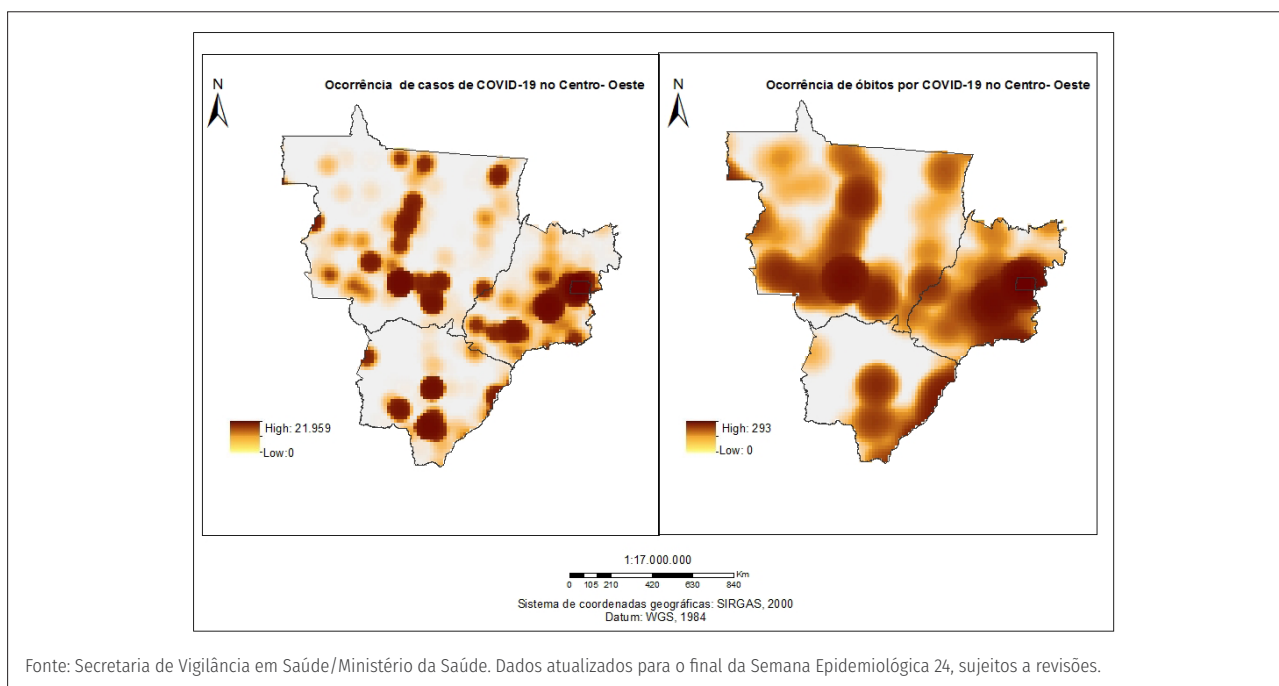 Ocorrência de casos de COVID-19 no Centro- Oeste
N
High: 21.959
Low:0
Ocorrência de óbitos por COVID-19 no Centro- Oeste
N
High: 293
Low: 0
1:17.000.000
Km
0 105 210 420 630 840
Sistema de coordenadas geográficas: SIRGAS, 2000
Datum: WGS, 1984
Fonte: Secretaria de Vigilância em Saúde/Ministério da Saúde. Dados atualizados para o final da Semana Epidemiológica 24, sujeitos a revisões.